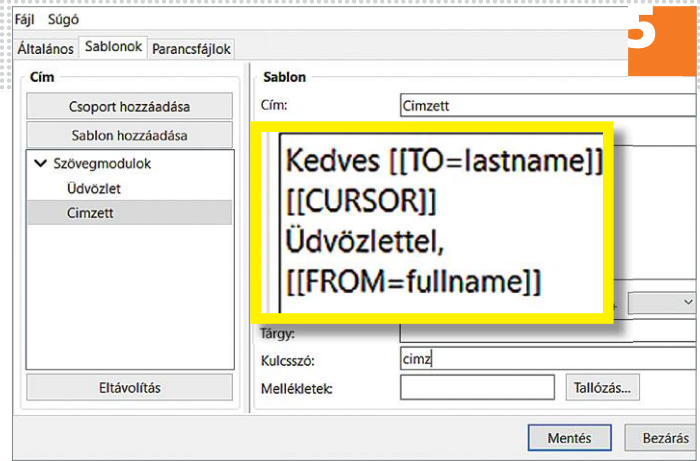 5
Fájl Súgó
Általános Sablonok Parancsfájlok
Cím
Csoport hozzáadása
Sablon hozzáadása
Szövegmodulok
Üdvözlet
Cimzett
Eltávolítás
Sablon
Cím: Cimzett
Kedves [[TO=lastname]]
[[CURSOR]]
Üdvözlettel,
[[FROM=fullname]]
Tárgy:
Kulcsszó: cimz
Mellékletek: Tallózás...
Mentés Bezárás